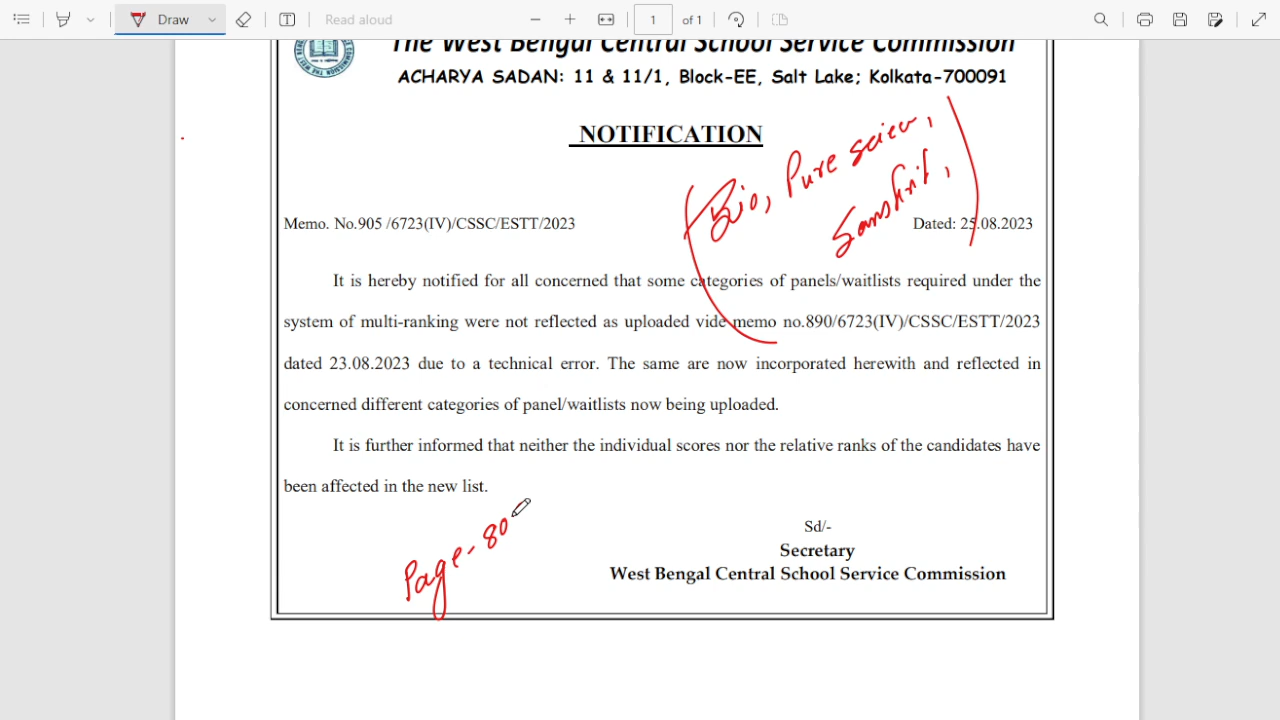 Draw
Read aloud
1 of 1
The West Bengal Central School Service Commission
ACHARYA SADAN: 11 & 11/1, Block-EE, Salt Lake; Kolkata-700091
NOTIFICATION
Bio, Pure scien,
Sanskrit,
Memo. No.905 /6723(IV)/CSSC/ESTT/2023 Dated: 25.08.2023
It is hereby notified for all concerned that some categories of panels/waitlists required under the
system of multi-ranking were not reflected as uploaded vide memo no.890/6723(IV)/CSSC/ESTT/2023
dated 23.08.2023 due to a technical error. The same are now incorporated herewith and reflected in
concerned different categories of panel/waitlists now being uploaded.
It is further informed that neither the individual scores nor the relative ranks of the candidates have
been affected in the new list.
Page-80
Sd/-
Secretary
West Bengal Central School Service Commission